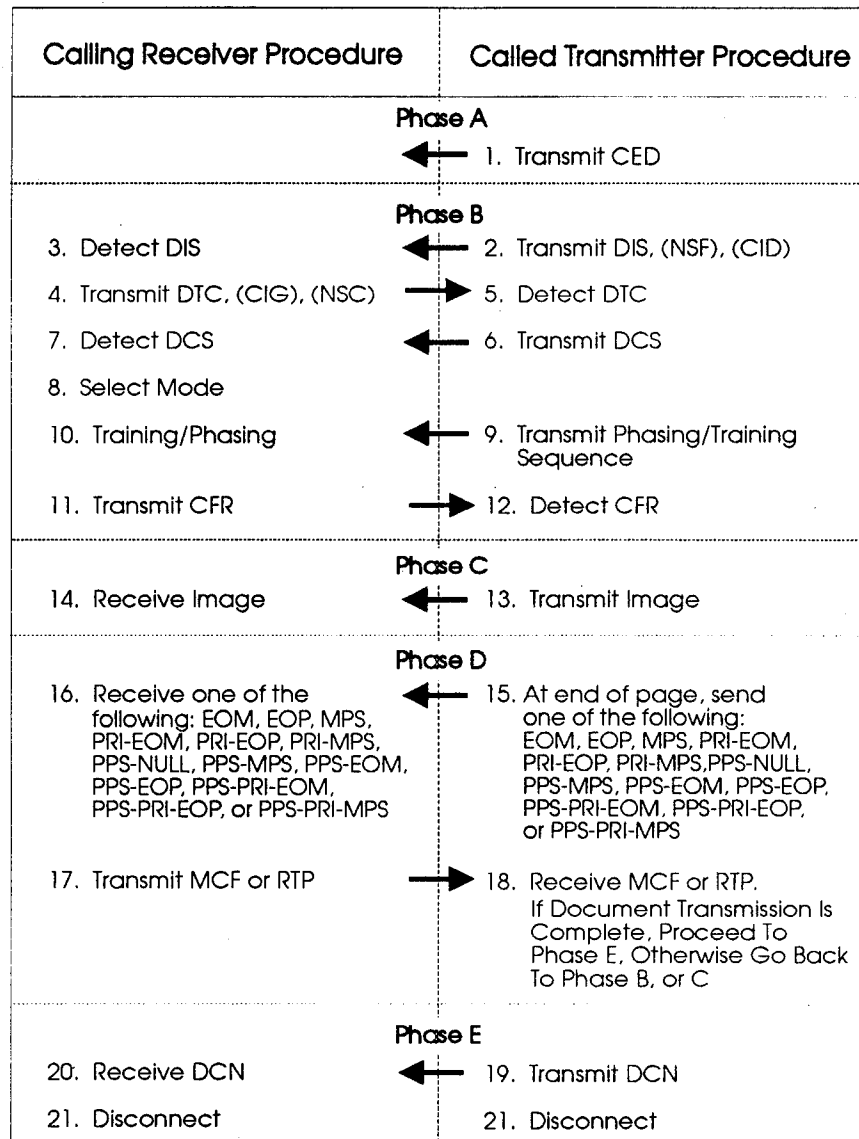 Calling Receiver Procedure
Called Transmitter Procedure
Phase A
1. Transmit CED
Phase B
3. Detect DIS
2. Transmit DIS, (NSF), (CID)
4. Transmit DTC, (CIG), (NSC)
5. Detect DTC
7. Detect DCS
6. Transmit DCS
8. Select Mode
10. Training/Phasing
9. Transmit Phasing/Training
Sequence
11. Transmit CFR
12. Detect CFR
Phase C
14. Receive Image
13. Transmit Image
Phase D
16. Receive one of the
following: EOM, EOP, MPS,
PRI-EOM, PRI-EOP, PRI-MPS,
PPS-NULL, PPS-MPS, PPS-EOM,
PPS-EOP, PPS-PRI-EOM,
PPS-PRI-EOP, or PPS-PRI-MPS
15. At end of page, send
one of the following:
EOM, EOP, MPS, PRI-EOM,
PRI-EOP, PRI-MPS,PPS-NULL,
PPS-MPS, PPS-EOM, PPS-EOP,
PPS-PRI-EOM, PPS-PRI-EOP,
or PPS-PRI-MPS
17. Transmit MCF or RTP
18. Receive MCF or RTP.
If Document Transmission Is
Complete, Proceed To
Phase E, Otherwise Go Back
To Phase B, or C
Phase E
20. Receive DCN
19. Transmit DCN
21. Disconnect
21. Disconnect